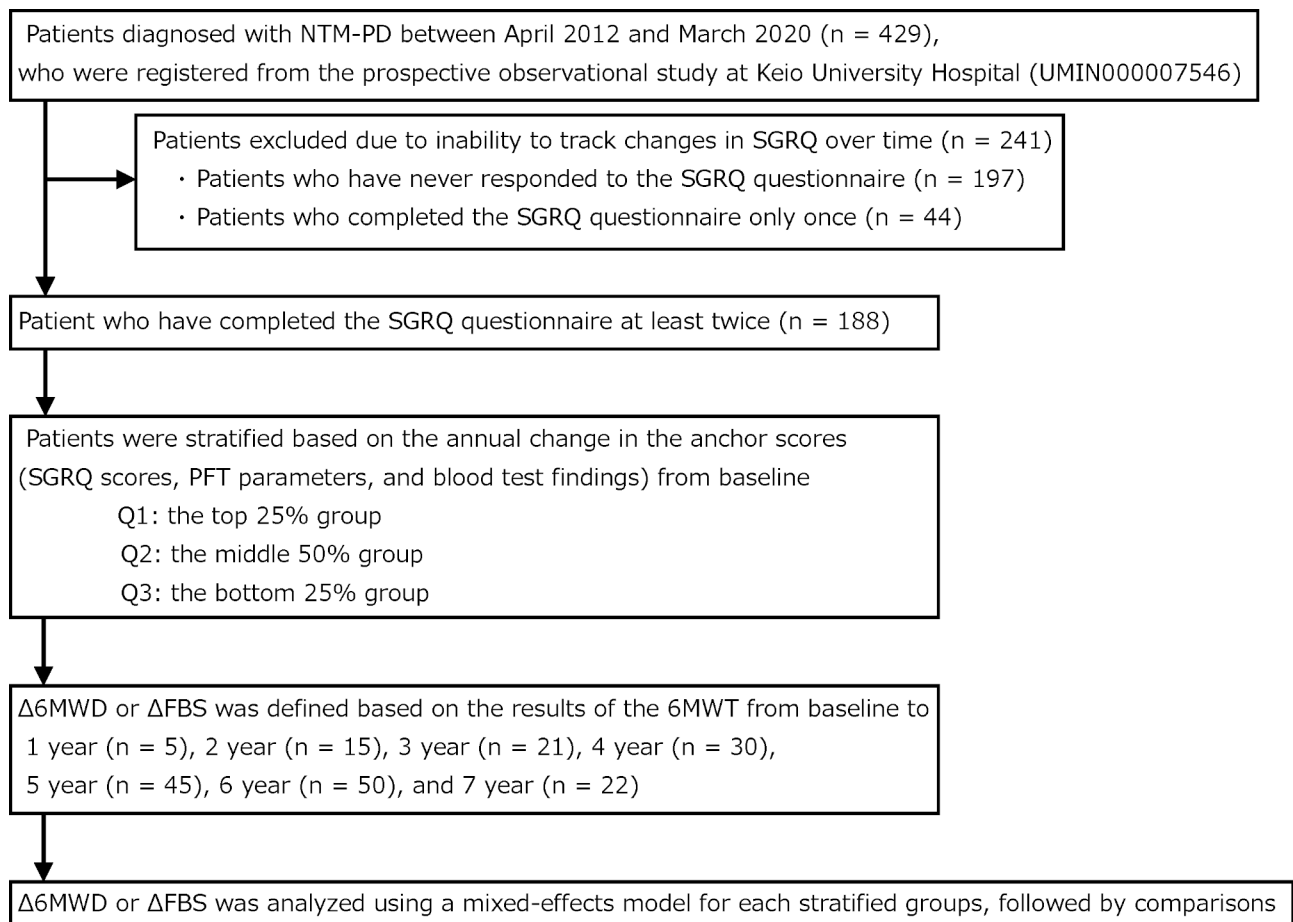 Patients diagnosed with NTM-PD between April 2012 and March 2020 (n = 429),
who were registered from the prospective observational study at Keio University Hospital (UMIN000007546)
Patients excluded due to inability to track changes in SGRQ over time (n = 241)
・Patients who have never responded to the SGRQ questionnaire (n = 197)
・Patients who completed the SGRQ questionnaire only once (n = 44)
Patient who have completed the SGRQ questionnaire at least twice (n = 188)
Patients were stratified based on the annual change in the anchor scores
(SGRQ scores, PFT parameters, and blood test findings) from baseline
Q1: the top 25% group
Q2: the middle 50% group
Q3: the bottom 25% group
Δ6MWD or ΔFBS was defined based on the results of the 6MWT from baseline to
1 year (n = 5), 2 year (n = 15), 3 year (n = 21), 4 year (n = 30),
5 year (n = 45), 6 year (n = 50), and 7 year (n = 22)
Δ6MWD or ΔFBS was analyzed using a mixed-effects model for each stratified groups, followed by comparisons